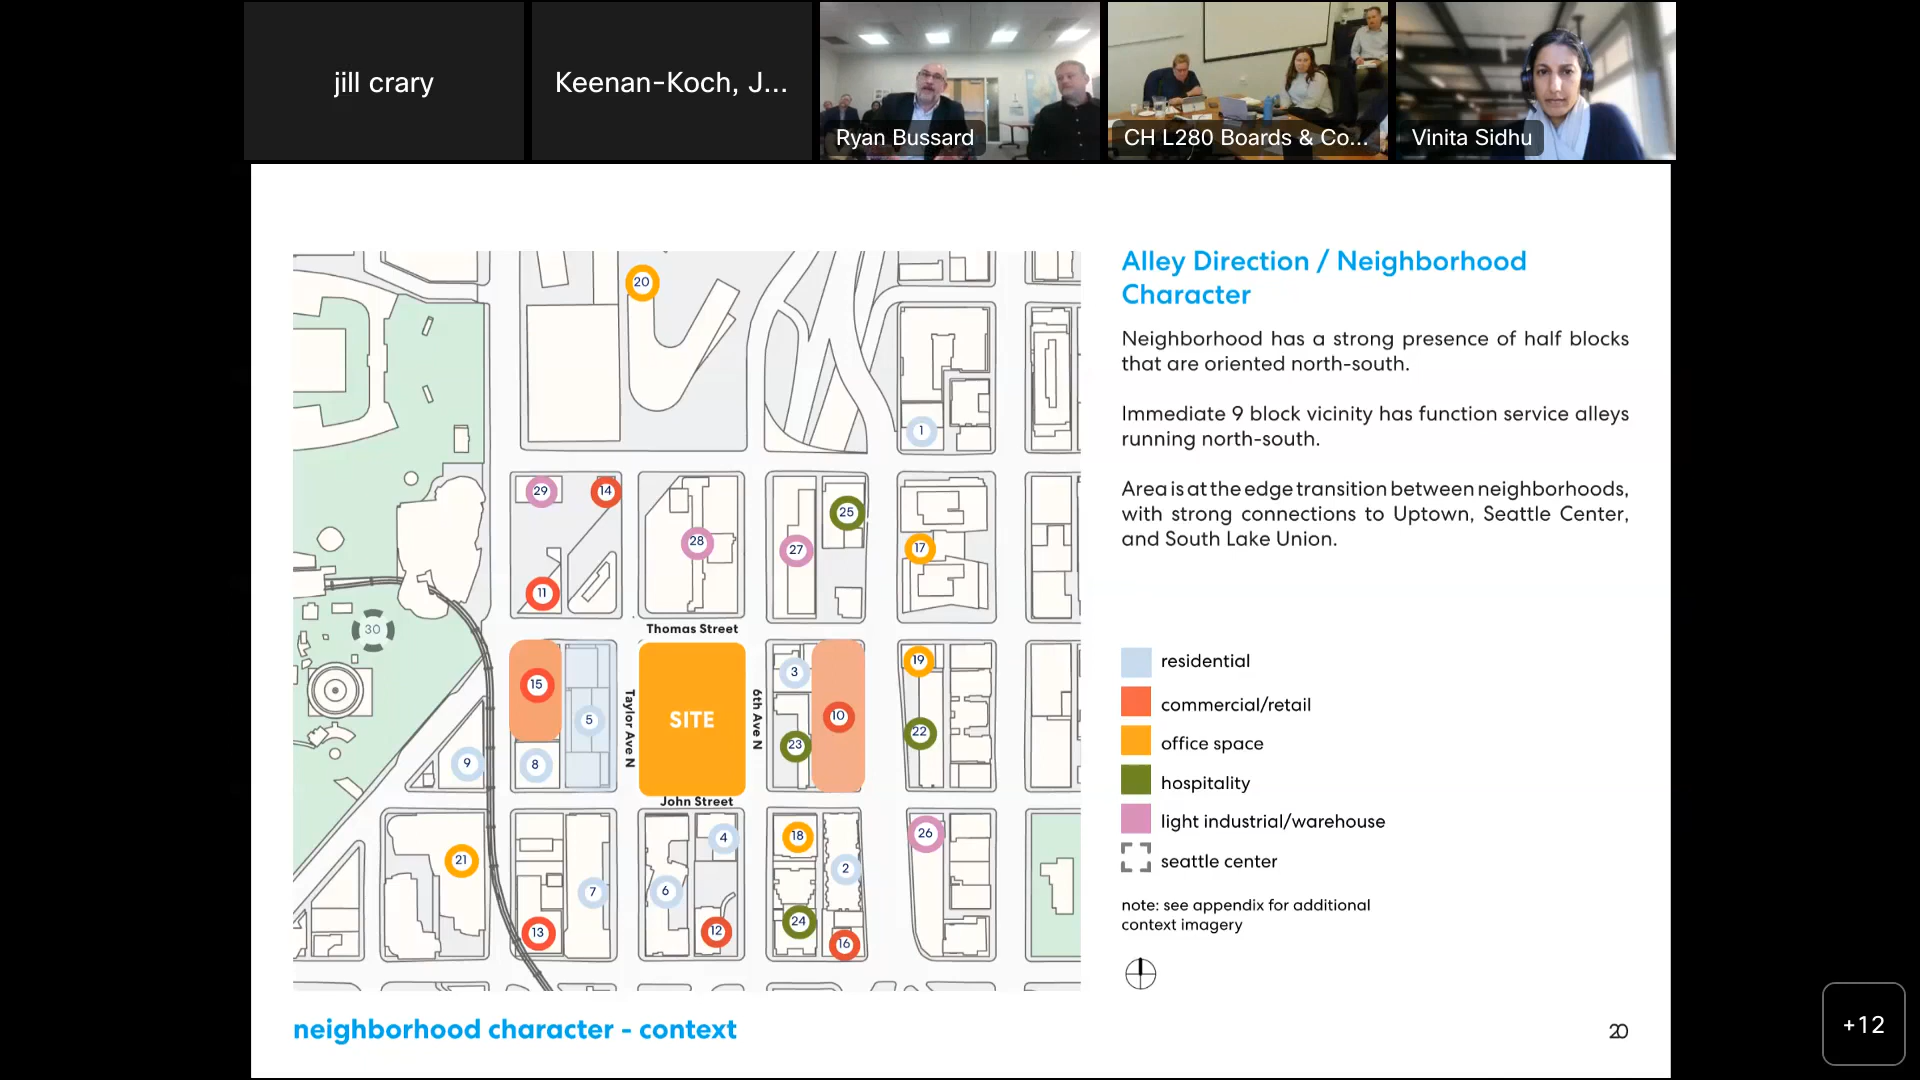 jill crary
Keenan-Koch, J...
Ryan Bussard
CH L280 Boards & Co...
Vinita Sidhu
Alley Direction / Neighborhood
Character
Neighborhood has a strong presence of half blocks
that are oriented north-south.
Immediate 9 block vicinity has function service alleys
running north-south.
Area is at the edge transition between neighborhoods,
with strong connections to Uptown, Seattle Center,
and South Lake Union.
20
1
29
14
28
27
25
17
11
30
Thomas Street
15
5
Taylor Ave N
SITE
6th Ave N
3
10
19
23
22
9
8
John Street
21
4
18
26
7
6
2
13
12
24
16
residential
commercial/retail
office space
hospitality
light industrial/warehouse
seattle center
note: see appendix for additional
context imagery
neighborhood character - context
20
+12